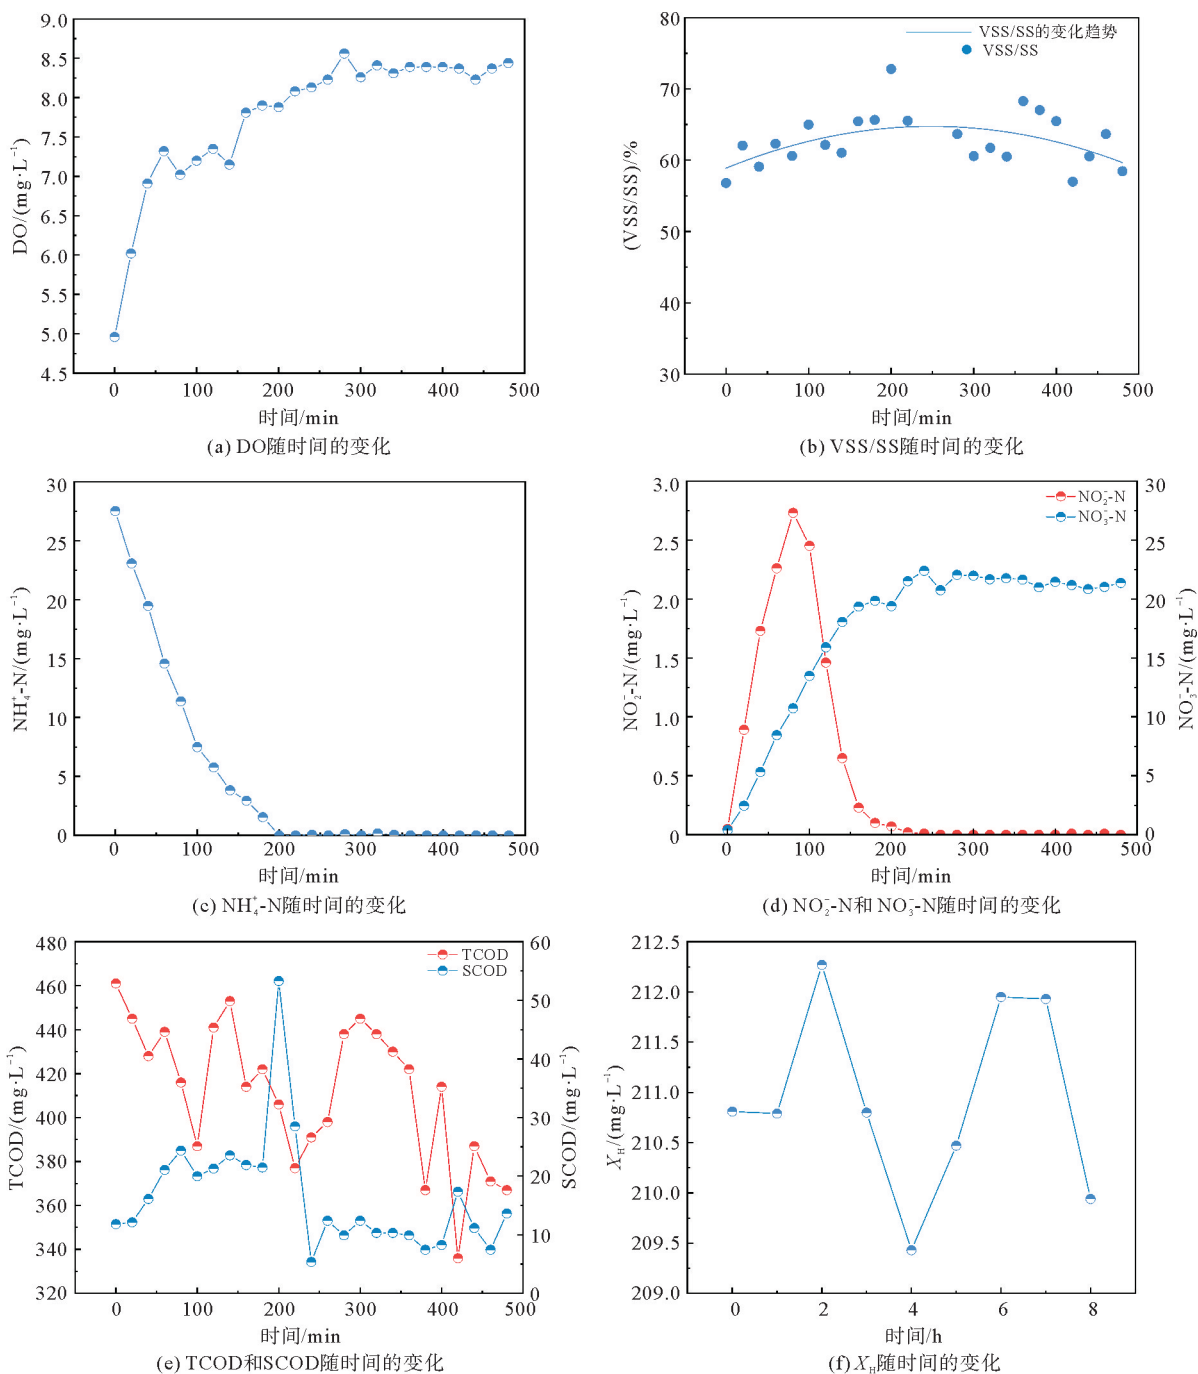 9.0
8.5
8.0
7.5
7.0
6.5
6.0
5.5
5.0
4.5
DO/(mg·L⁻¹)
0 100 200 300 400 500
时间/min
(a) DO随时间的变化
VSS/SS的变化趋势
VSS/SS
80
70
60
50
40
30
(VSS/SS)/%
0 100 200 300 400 500
时间/min
(b) VSS/SS随时间的变化
30
25
20
15
10
5
0
NH₄⁺-N/(mg·L⁻¹)
0 100 200 300 400 500
时间/min
(c) NH₄⁺-N随时间的变化
NO₂⁻-N
NO₃⁻-N
3.0
2.5
2.0
1.5
1.0
0.5
0
NO₂⁻-N/(mg·L⁻¹)
30
25
20
15
10
5
0
NO₃⁻-N/(mg·L⁻¹)
0 100 200 300 400 500
时间/min
(d) NO₂⁻-N和 NO₃⁻-N随时间的变化
TCOD
SCOD
480
460
440
420
400
380
360
340
320
TCOD/(mg·L⁻¹)
60
50
40
30
20
10
0
SCOD/(mg·L⁻¹)
0 100 200 300 400 500
时间/min
(e) TCOD和SCOD随时间的变化
212.5
212.0
211.5
211.0
210.5
210.0
209.5
209.0
X_H/(mg·L⁻¹)
0 2 4 6 8
时间/h
(f) X_H随时间的变化